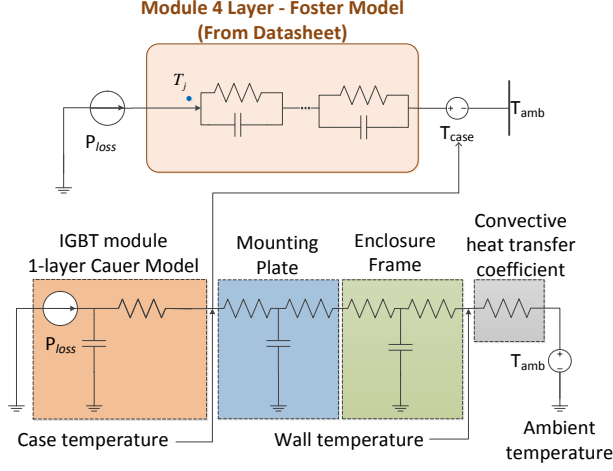 Module 4 Layer - Foster Model
(From Datasheet)
Tj
Ploss
Tcase
Tamb
IGBT module
1-layer Cauer Model
Mounting
Plate
Enclosure
Frame
Convective
heat transfer
coefficient
Ploss
Tamb
Case temperature
Wall temperature
Ambient
temperature